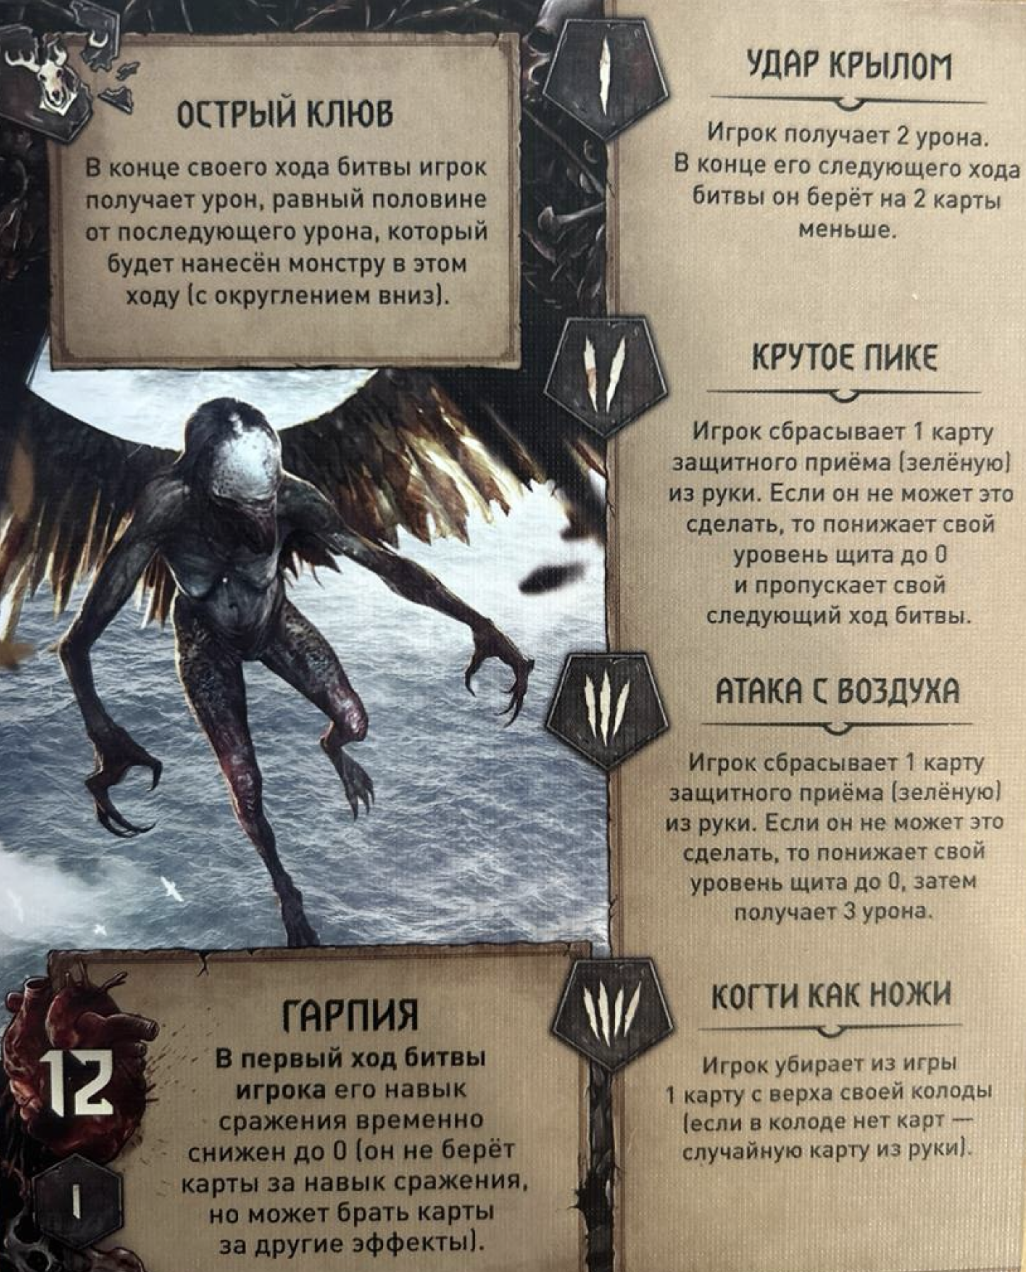 ОСТРЫЙ КЛЮВ
В конце своего хода битвы игрок
получает урон, равный половине
от последующего урона, который
будет нанесён монстру в этом
ходу (с округлением вниз).
УДАР КРЫЛОМ
Игрок получает 2 урона.
В конце его следующего хода
битвы он берёт на 2 карты
меньше.
КРУТОЕ ПИКЕ
Игрок сбрасывает 1 карту
защитного приёма (зелёную)
из руки. Если он не может это
сделать, то понижает свой
уровень щита до 0
и пропускает свой
следующий ход битвы.
АТАКА С ВОЗДУХА
Игрок сбрасывает 1 карту
защитного приёма (зелёную)
из руки. Если он не может это
сделать, то понижает свой
уровень щита до 0, затем
получает 3 урона.
КОГТИ КАК НОЖИ
Игрок убирает из игры
1 карту с верха своей колоды
(если в колоде нет карт —
случайную карту из руки).
ГАРПИЯ
В первый ход битвы
игрока его навык
сражения временно
снижен до 0 (он не берёт
карты за навык сражения,
но может брать карты
за другие эффекты).
12
I